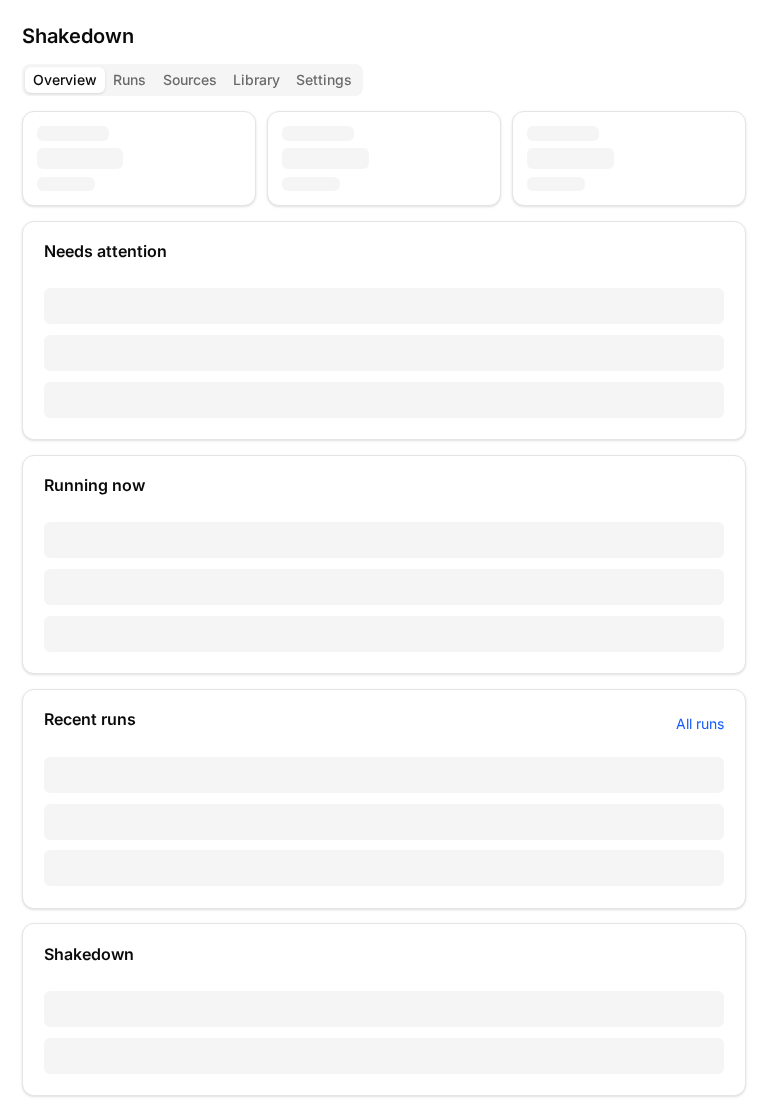 Shakedown
Overview Runs Sources Library Settings
Needs attention
Running now
Recent runs
All runs
Shakedown